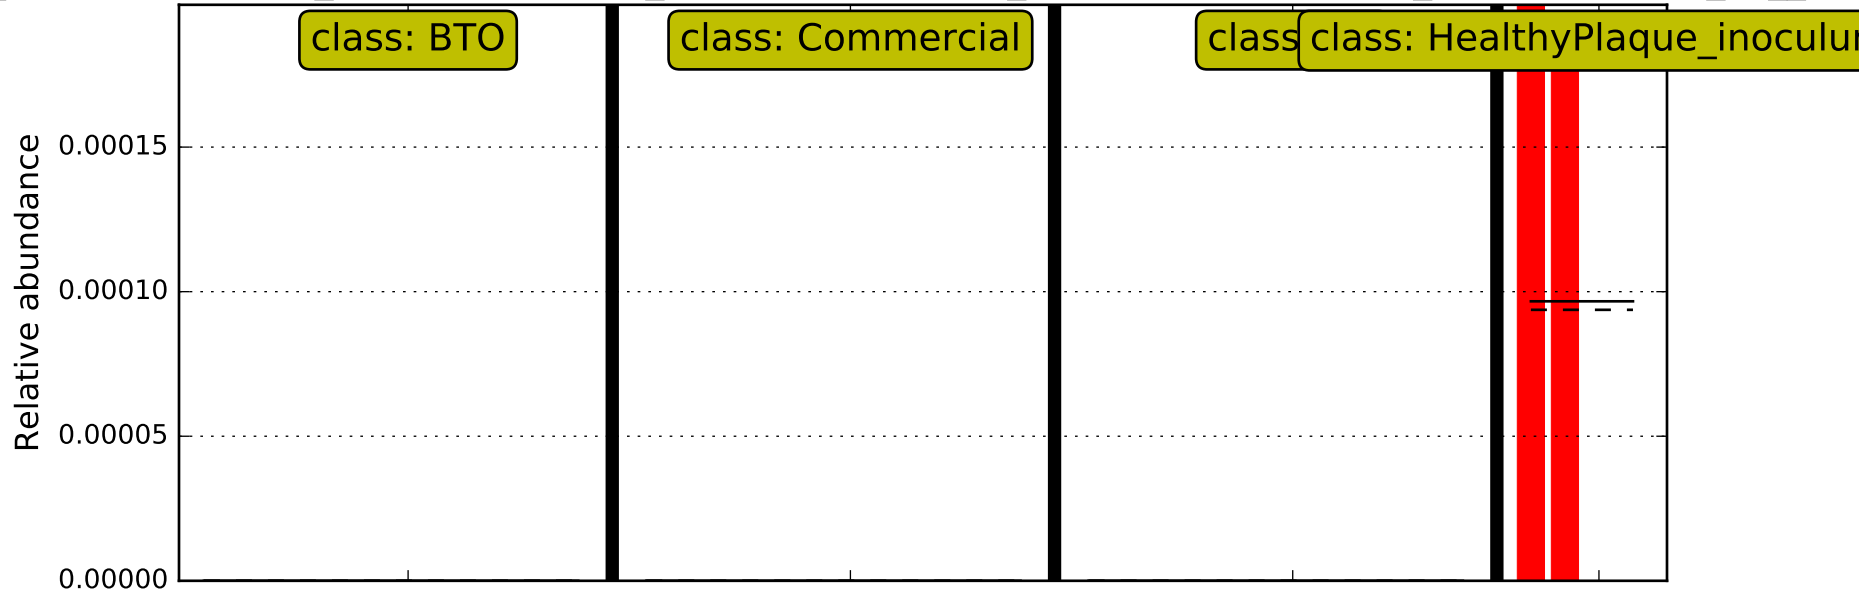 class: BTO
class: Commercial
class
class: HealthyPlaque_inoculu
Relative abundance
0.00015
0.00010
0.00005
0.00000